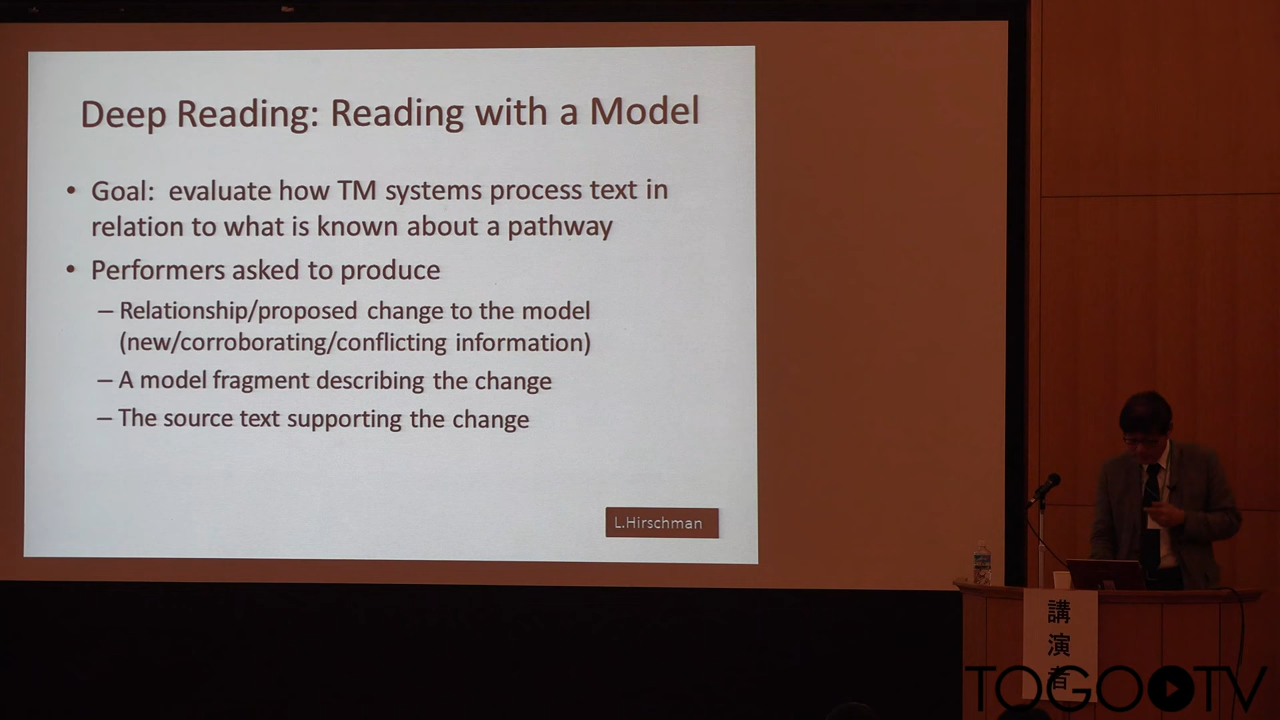 Deep Reading: Reading with a Model
• Goal: evaluate how TM systems process text in
relation to what is known about a pathway
• Performers asked to produce
– Relationship/proposed change to the model
(new/corroborating/conflicting information)
– A model fragment describing the change
– The source text supporting the change
L.Hirschman
講演者
TOGOTV